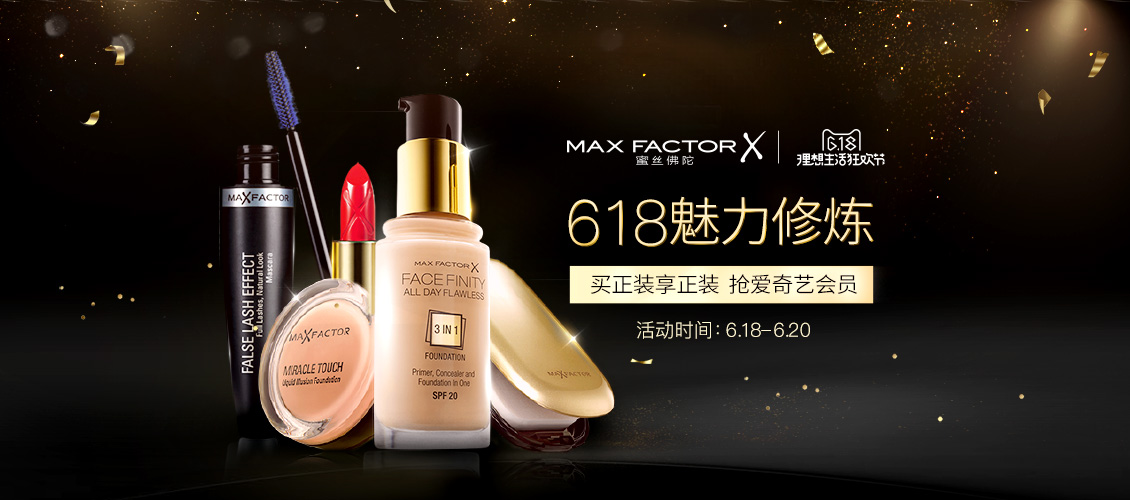 MAX FACTOR X
蜜丝佛陀
6.18
理想生活狂欢节
618魅力修炼
买正装享正装 抢爱奇艺会员
活动时间：6.18-6.20
MAXFACTOR
FALSE LASH EFFECT
Full Lashes, Natural Look
Mascara
MAXFACTOR
MIRACLE TOUCH
Liquid Illusion Foundation
MAX FACTOR X
FACEFINITY
ALL DAY FLAWLESS
3 IN 1
FOUNDATION
Primer, Concealer and
Foundation In One
SPF 20
MAXFACTOR